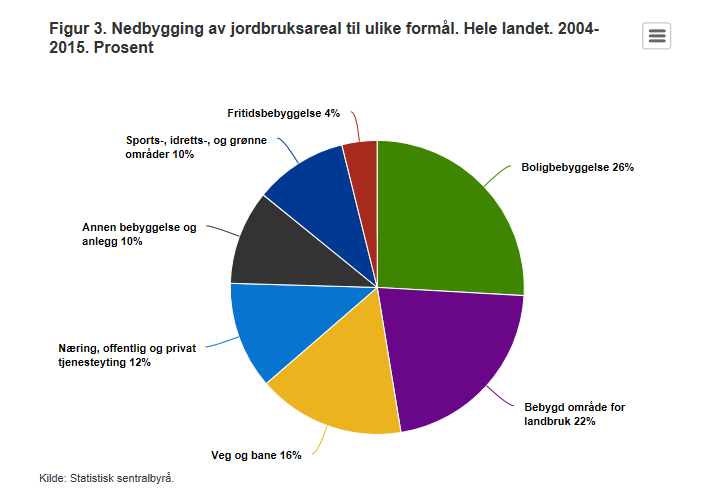 Figur 3. Nedbygging av jordbruksareal til ulike formål. Hele landet. 2004-
2015. Prosent
Fritidsbebyggelse 4%
Sports-, idretts-, og grønne
områder 10%
Boligbebyggelse 26%
Annen bebyggelse og
anlegg 10%
Næring, offentlig og privat
tjenesteyting 12%
Bebygd område for
landbruk 22%
Veg og bane 16%
Kilde: Statistisk sentralbyrå.